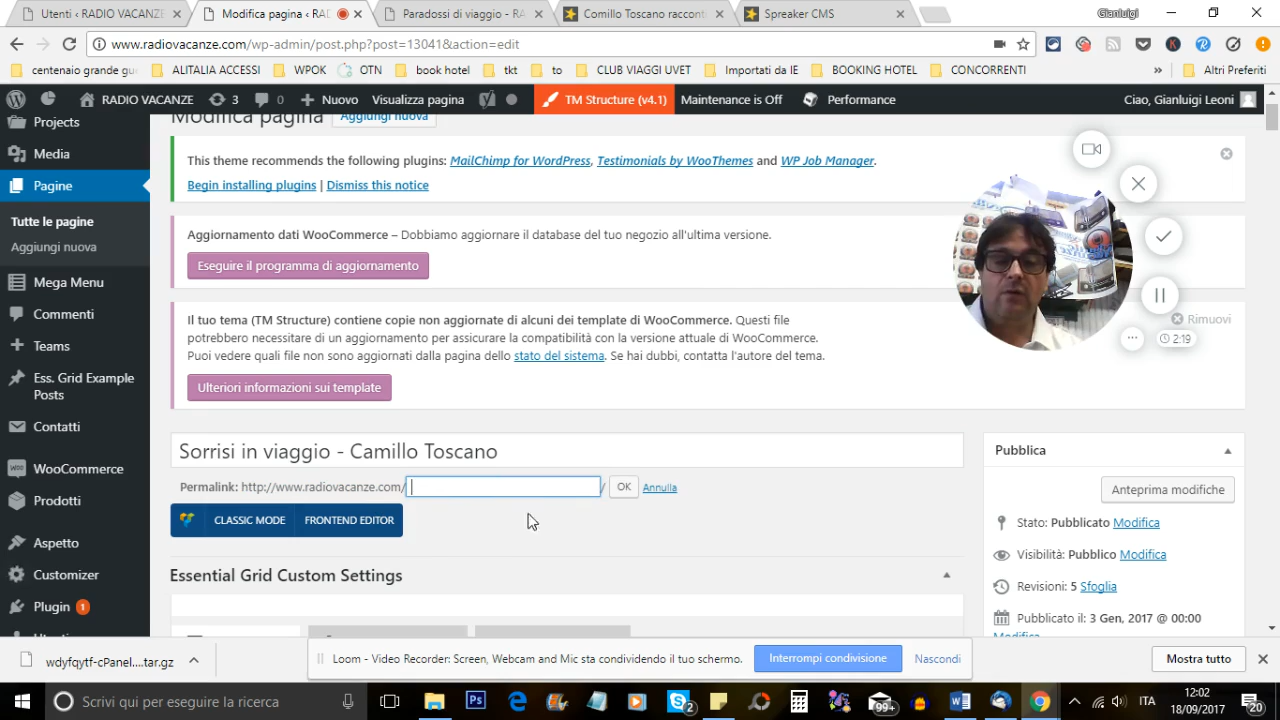 Utenti ‹ RADIO VACANZE
Modifica pagina ‹ RAD
Paradossi di viaggio - RA
Comillo Toscano raccont
Spreaker CMS
Gianluigi
www.radiovacanze.com/wp-admin/post.php?post=13041&action=edit
centenaio grande gu
ALITALIA ACCESSI
WPOK
OTN
book hotel
tkt
to
CLUB VIAGGI UVET
Importati da IE
BOOKING HOTEL
CONCORRENTI
»
Altri Preferiti
RADIO VACANZE
3
0
Nuovo
Visualizza pagina
TM Structure (v4.1)
Maintenance is Off
Performance
Ciao, Gianluigi Leoni
Projects
Media
Pagine
Tutte le pagine
Aggiungi nuova
Mega Menu
Commenti
Teams
Ess. Grid Example
Posts
Contatti
WooCommerce
Prodotti
Aspetto
Customizer
Plugin 1
Utenti
Modifica pagina
Aggiungi nuova
This theme recommends the following plugins: MailChimp for WordPress, Testimonials by WooThemes and WP Job Manager.
Begin installing plugins | Dismiss this notice
Aggiornamento dati WooCommerce – Dobbiamo aggiornare il database del tuo negozio all'ultima versione.
Eseguire il programma di aggiornamento
Il tuo tema (TM Structure) contiene copie non aggiornate di alcuni dei template di WooCommerce. Questi file
potrebbero necessitare di un aggiornamento per assicurare la compatibilità con la versione attuale di WooCommerce.
Puoi vedere quali file non sono aggiornati dalla pagina dello stato del sistema. Se hai dubbi, contatta l'autore del tema.
Ulteriori informazioni sui template
Rimuovi
2:19
Sorrisi in viaggio - Camillo Toscano
Permalink: http://www.radiovacanze.com/ / OK Annulla
CLASSIC MODE
FRONTEND EDITOR
Essential Grid Custom Settings
Pubblica
Anteprima modifiche
Stato: Pubblicato Modifica
Visibilità: Pubblico Modifica
Revisioni: 5 Sfoglia
Pubblicato il: 3 Gen, 2017 @ 00:00
Modifica
wdyfqytf-cPanel....tar.gz
Loom - Video Recorder: Screen, Webcam and Mic sta condividendo il tuo schermo.
Interrompi condivisione
Nascondi
Mostra tutto
Scrivi qui per eseguire la ricerca
Ps
2
99+
ITA
12:02
18/09/2017
20